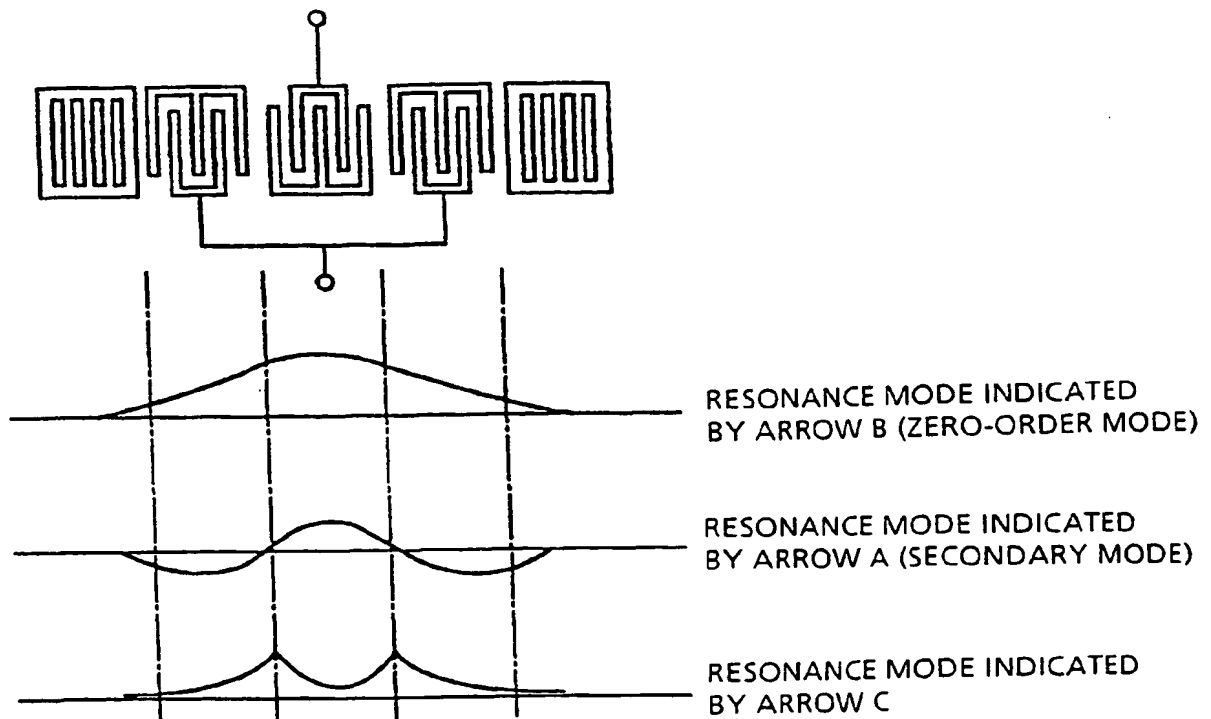 RESONANCE MODE INDICATED
BY ARROW B (ZERO-ORDER MODE)
RESONANCE MODE INDICATED
BY ARROW A (SECONDARY MODE)
RESONANCE MODE INDICATED
BY ARROW C